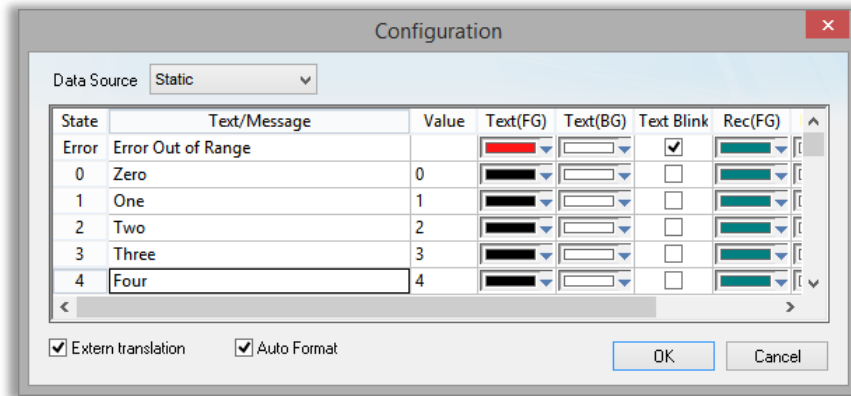 Configuration
Data Source Static
State Text/Message Value Text(FG) Text(BG) Text Blink Rec(FG)
Error Error Out of Range
0 Zero 0
1 One 1
2 Two 2
3 Three 3
4 Four 4
Extern translation Auto Format OK Cancel